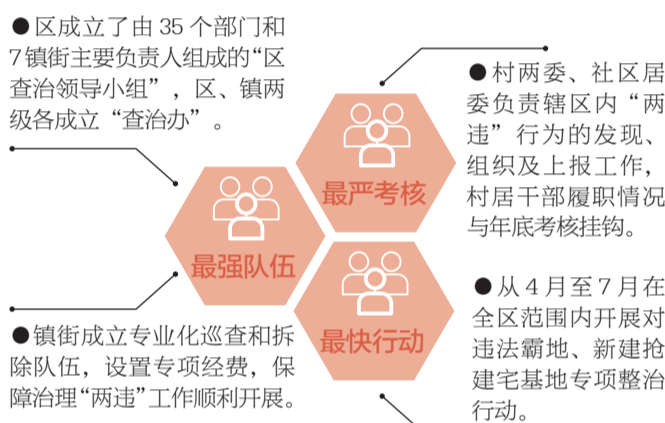 ●区成立了由 35 个部门和
7镇街主要负责人组成的“区
查治领导小组”，区、镇两
级各成立“查治办”。
●村两委、社区居
委负责辖区内“两
违”行为的发现、
组织及上报工作，
村居干部履职情况
与年底考核挂钩。
最严考核
最强队伍
最快行动
●镇街成立专业化巡查和拆
除队伍，设置专项经费，保
障治理“两违”工作顺利开展。
●从 4 月至 7 月在
全区范围内开展对
违法霸地、新建抢
建宅基地专项整治
行动。